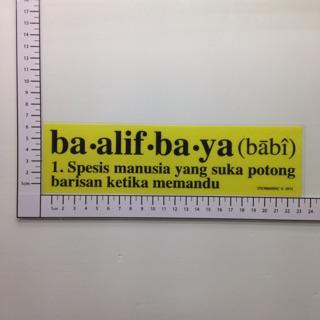 ba•alif•ba•ya (bābî)
1. Spesis manusia yang suka potong
barisan ketika memandu